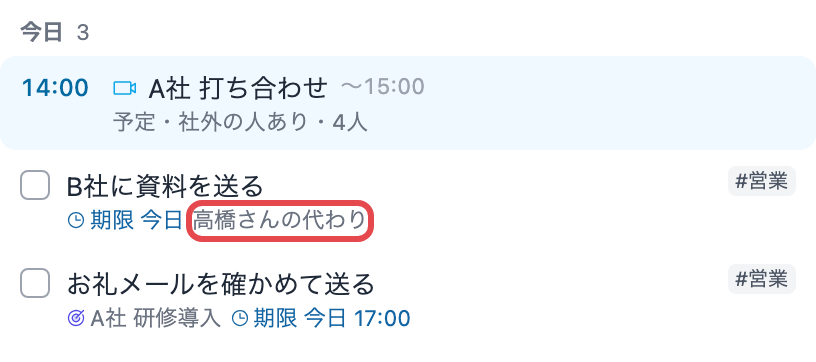 今日 3
14:00 A社 打ち合わせ 〜15:00
予定・社外の人あり・4人
B社に資料を送る #営業
期限 今日 高橋さんの代わり
お礼メールを確かめて送る #営業
A社 研修導入 期限 今日 17:00